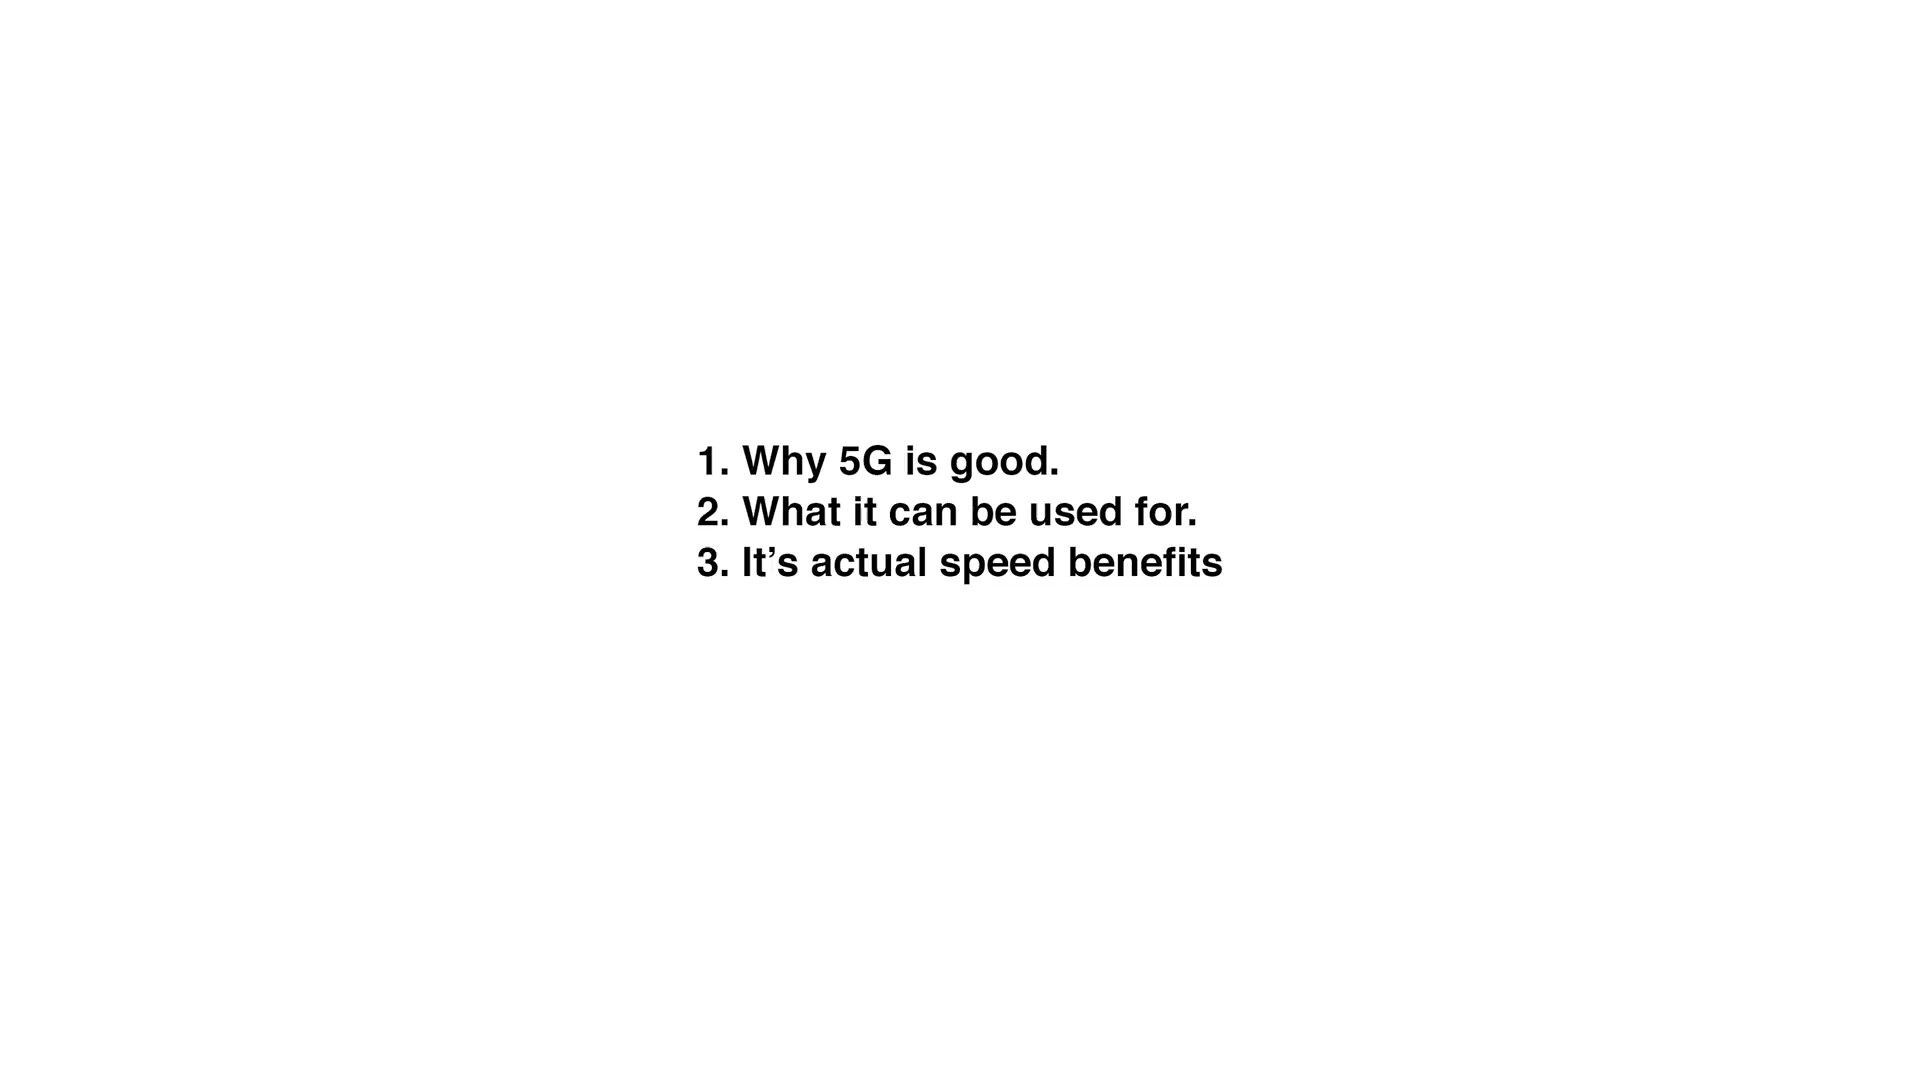 1. Why 5G is good.
2. What it can be used for.
3. It’s actual speed benefits